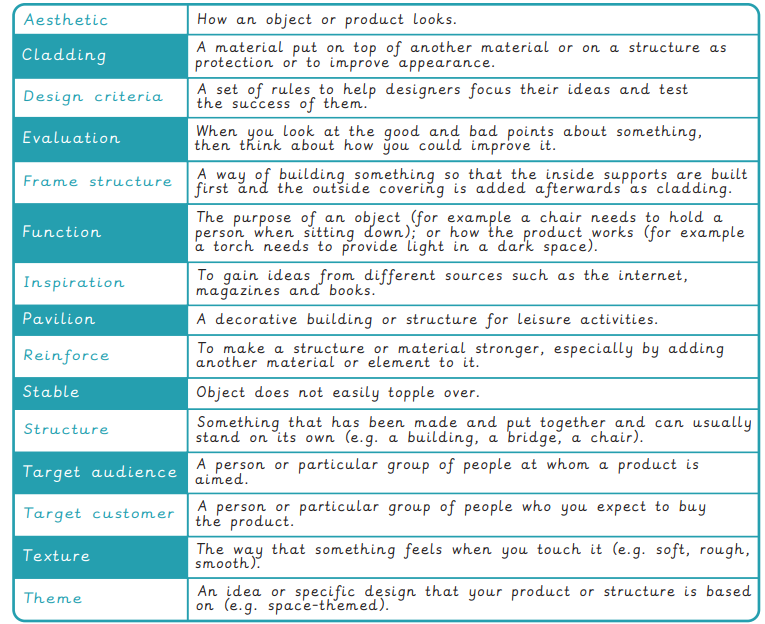 Aesthetic
How an object or product looks.
Cladding
A material put on top of another material or on a structure as
protection or to improve appearance.
Design criteria
A set of rules to help designers focus their ideas and test
the success of them.
Evaluation
When you look at the good and bad points about something,
then think about how you could improve it.
Frame structure
A way of building something so that the inside supports are built
first and the outside covering is added afterwards as cladding.
Function
The purpose of an object (for example a chair needs to hold a
person when sitting down); or how the product works (for example
a torch needs to provide light in a dark space).
Inspiration
To gain ideas from different sources such as the internet,
magazines and books.
Pavilion
A decorative building or structure for leisure activities.
Reinforce
To make a structure or material stronger, especially by adding
another material or element to it.
Stable
Object does not easily topple over.
Structure
Something that has been made and put together and can usually
stand on its own (e.g. a building, a bridge, a chair).
Target audience
A person or particular group of people at whom a product is
aimed.
Target customer
A person or particular group of people who you expect to buy
the product.
Texture
The way that something feels when you touch it (e.g. soft, rough,
smooth).
Theme
An idea or specific design that your product or structure is based
on (e.g. space-themed).